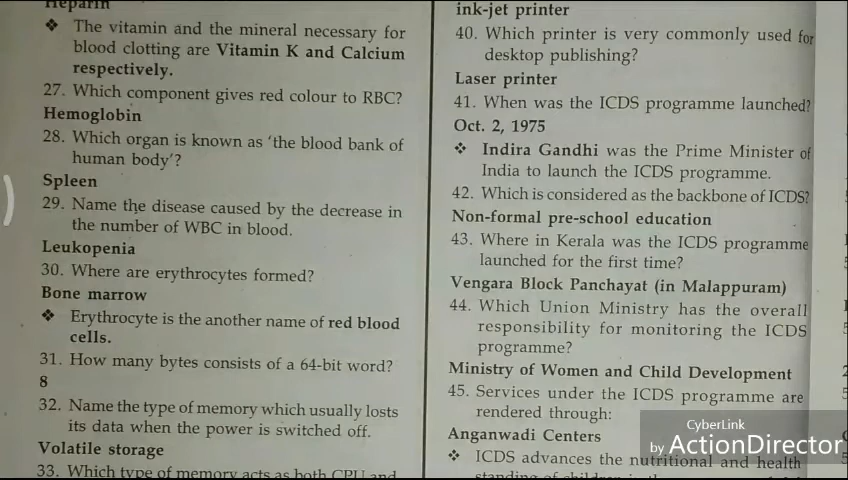 Heparin
❖ The vitamin and the mineral necessary for
blood clotting are Vitamin K and Calcium
respectively.
27. Which component gives red colour to RBC?
Hemoglobin
28. Which organ is known as 'the blood bank of
human body'?
Spleen
29. Name the disease caused by the decrease in
the number of WBC in blood.
Leukopenia
30. Where are erythrocytes formed?
Bone marrow
❖ Erythrocyte is the another name of red blood
cells.
31. How many bytes consists of a 64-bit word?
8
32. Name the type of memory which usually losts
its data when the power is switched off.
Volatile storage
33. Which type of memory acts as both CPU and
ink-jet printer
40. Which printer is very commonly used for
desktop publishing?
Laser printer
41. When was the ICDS programme launched?
Oct. 2, 1975
❖ Indira Gandhi was the Prime Minister of
India to launch the ICDS programme.
42. Which is considered as the backbone of ICDS?
Non-formal pre-school education
43. Where in Kerala was the ICDS programme
launched for the first time?
Vengara Block Panchayat (in Malappuram)
44. Which Union Ministry has the overall
responsibility for monitoring the ICDS
programme?
Ministry of Women and Child Development
45. Services under the ICDS programme are
rendered through:
Anganwadi Centers
❖ ICDS advances the nutritional and health
standing of children in the
CyberLink
by ActionDirector